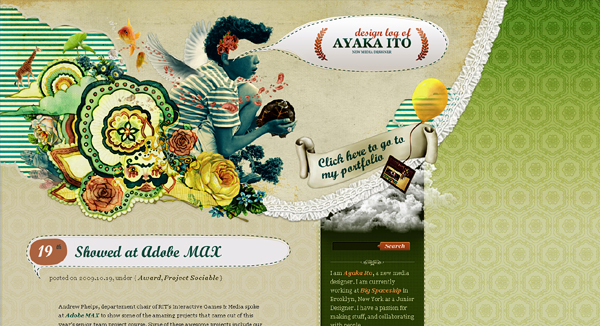 design log of
AYAKA ITO
NEW MEDIA DESIGNER
Click here to go to
my portfolio
19 th
Showed at Adobe MAX
posted on 2009.10.19, under { Award, Project Sociable }
Search
I am Ayaka Ito, a new media
designer. I am currently
working at Big Spaceship in
Brooklyn, New York as a Junior
Designer. I have a passion for
making stuff, and collaborating
with people
Andrew Phelps, department chair of RIT's Interactive Games & Media spoke
at Adobe MAX to show some of the amazing projects that came out of this
year's senior team project course. Some of these awesome projects include our